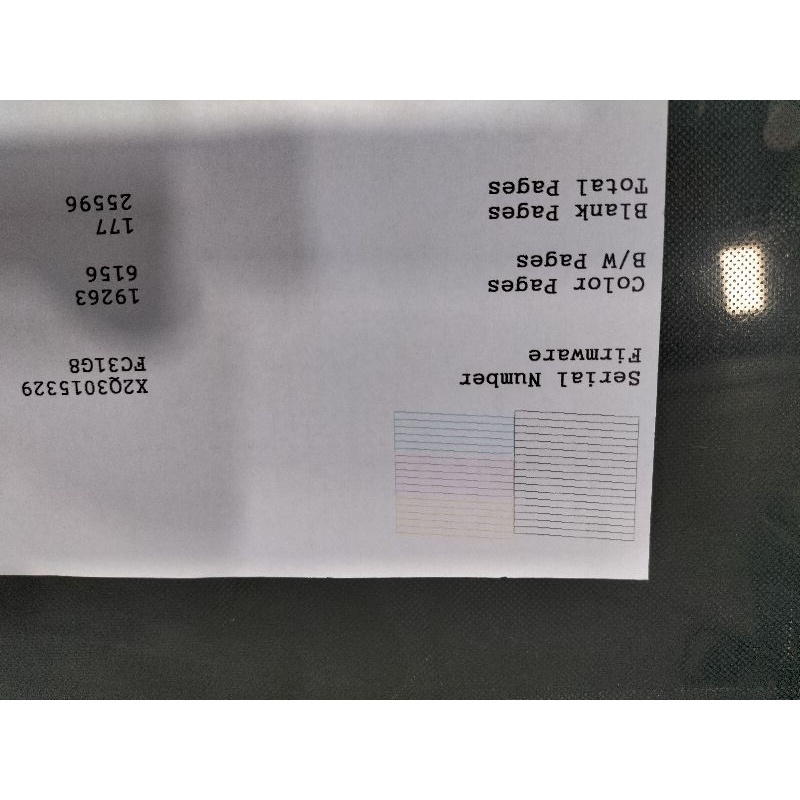 Serial Number X2Q3015329
Firmware FC31G8
Color Pages 19263
B/W Pages 6156
Blank Pages 177
Total Pages 25596